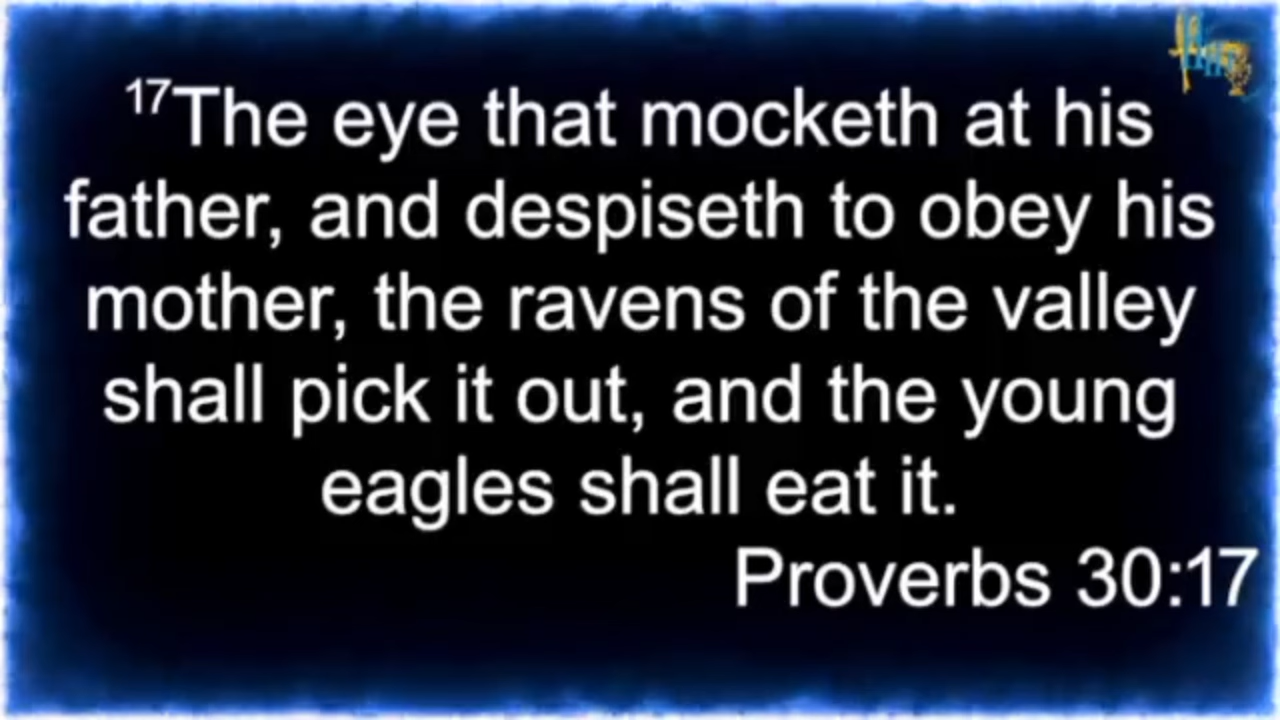 17The eye that mocketh at his
father, and despiseth to obey his
mother, the ravens of the valley
shall pick it out, and the young
eagles shall eat it.
Proverbs 30:17